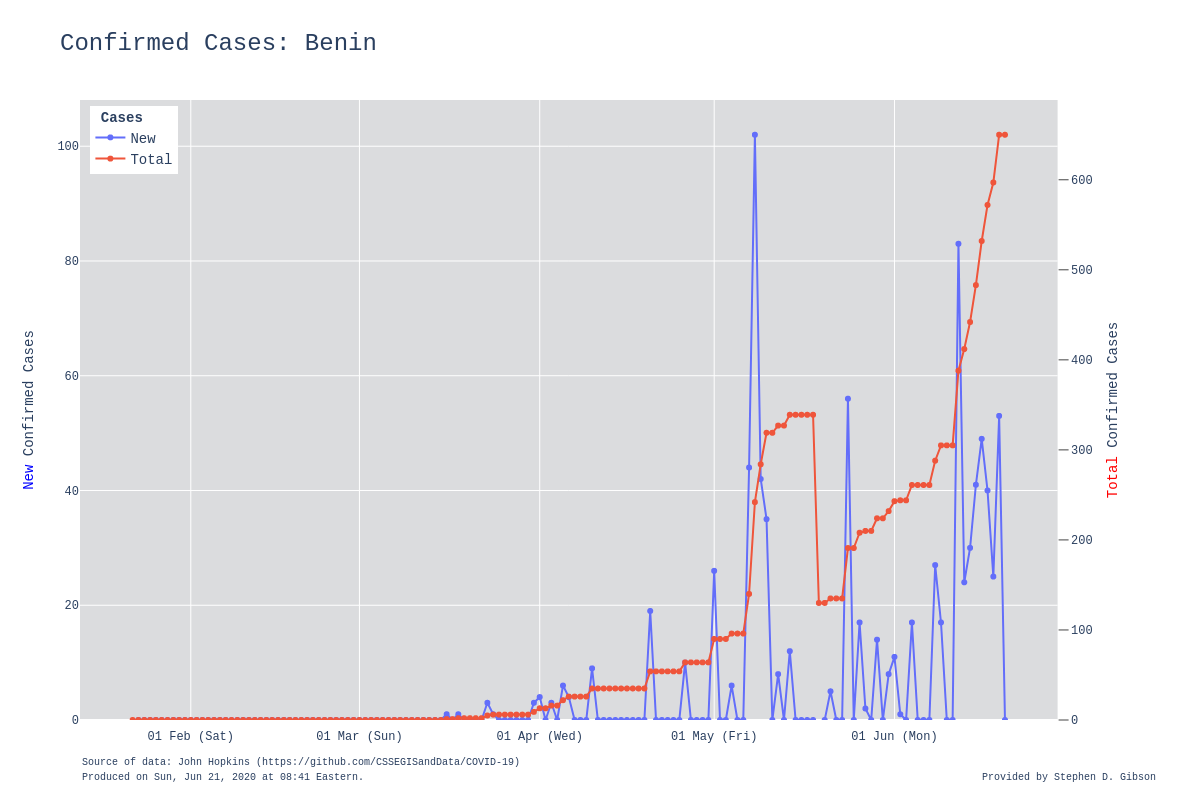 Confirmed Cases: Benin
Cases
New
Total
100
80
60
40
20
0
600
500
400
300
200
100
0
New Confirmed Cases
Total Confirmed Cases
01 Feb (Sat)
01 Mar (Sun)
01 Apr (Wed)
01 May (Fri)
01 Jun (Mon)
Source of data: John Hopkins (https://github.com/CSSEGISandData/COVID-19)
Produced on Sun, Jun 21, 2020 at 08:41 Eastern.
Provided by Stephen D. Gibson